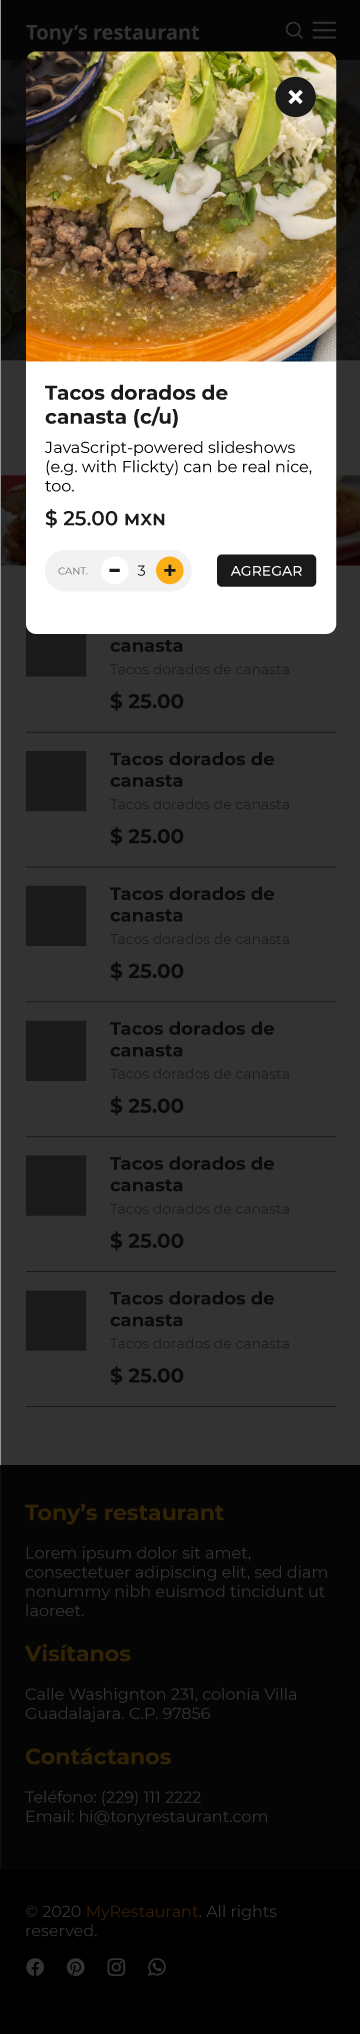 Tony's restaurant
Tacos dorados de
canasta (c/u)
JavaScript-powered slideshows
(e.g. with Flickty) can be real nice,
too.
$ 25.00 MXN
CANT. 3 AGREGAR
canasta
Tacos dorados de canasta
$ 25.00
Tacos dorados de
canasta
Tacos dorados de canasta
$ 25.00
Tacos dorados de
canasta
Tacos dorados de canasta
$ 25.00
Tacos dorados de
canasta
Tacos dorados de canasta
$ 25.00
Tacos dorados de
canasta
Tacos dorados de canasta
$ 25.00
Tacos dorados de
canasta
Tacos dorados de canasta
$ 25.00
Tony's restaurant
Lorem ipsum dolor sit amet,
consectetuer adipiscing elit, sed diam
nonummy nibh euismod tincidunt ut
laoreet.
Visítanos
Calle Washignton 231, colonia Villa
Guadalajara. C.P. 97856
Contáctanos
Teléfono: (229) 111 2222
Email: hi@tonyrestaurant.com
© 2020 MyRestaurant. All rights
reserved.